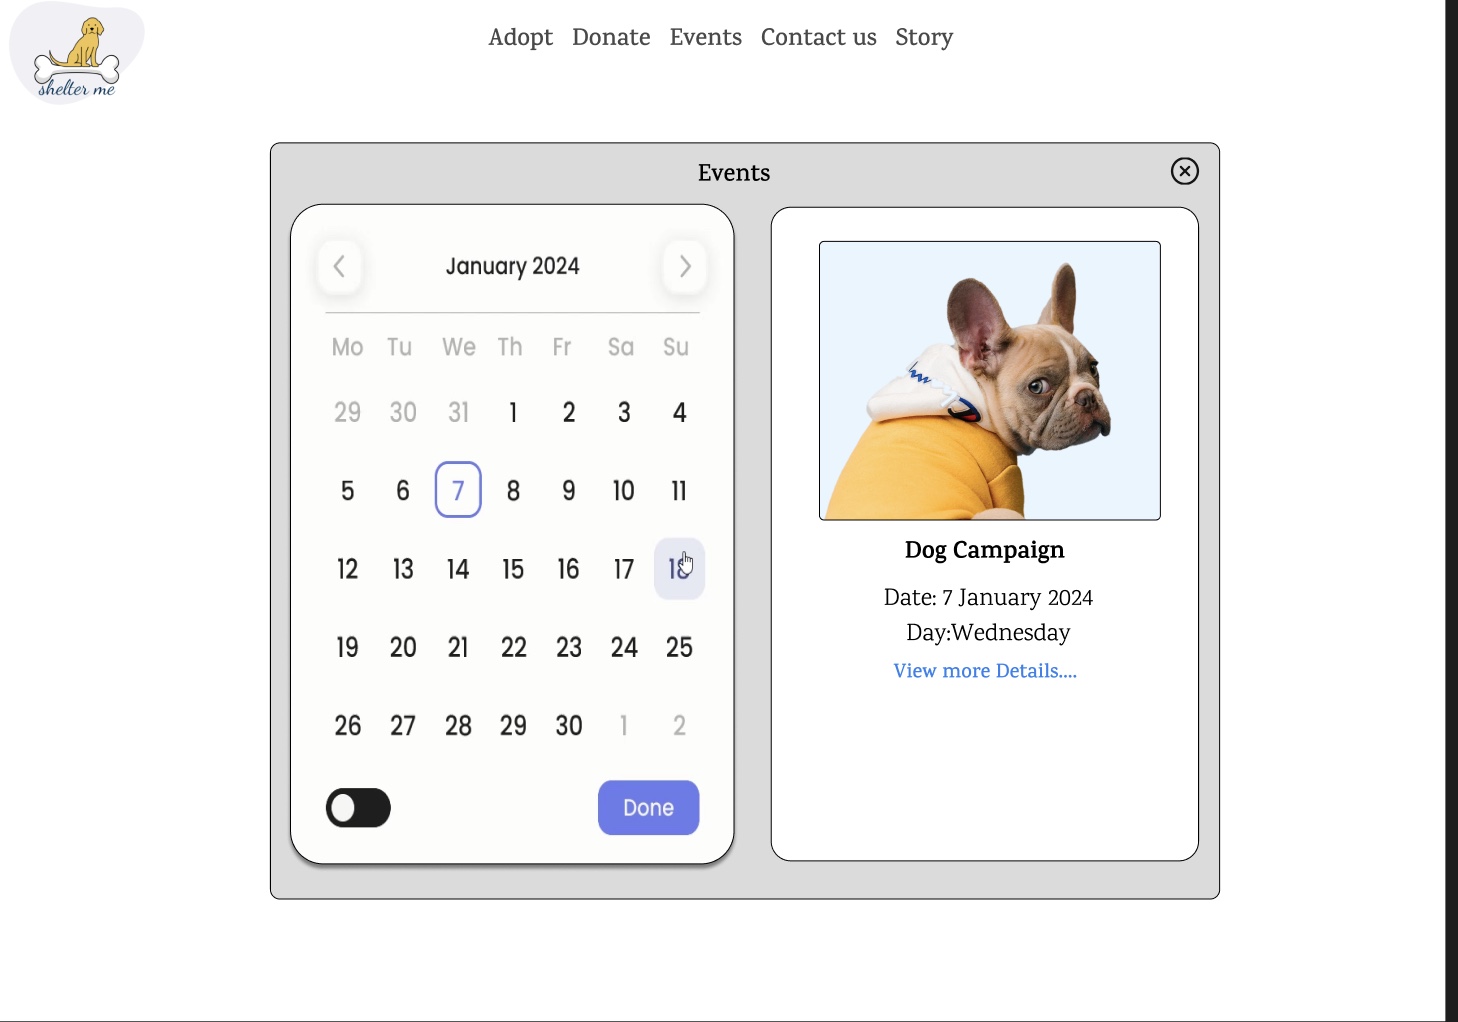 shelter me
Adopt Donate Events Contact us Story
Events
January 2024
Mo Tu We Th Fr Sa Su
29 30 31 1 2 3 4
5 6 7 8 9 10 11
12 13 14 15 16 17 18
19 20 21 22 23 24 25
26 27 28 29 30 1 2
Done
Dog Campaign
Date: 7 January 2024
Day:Wednesday
View more Details....